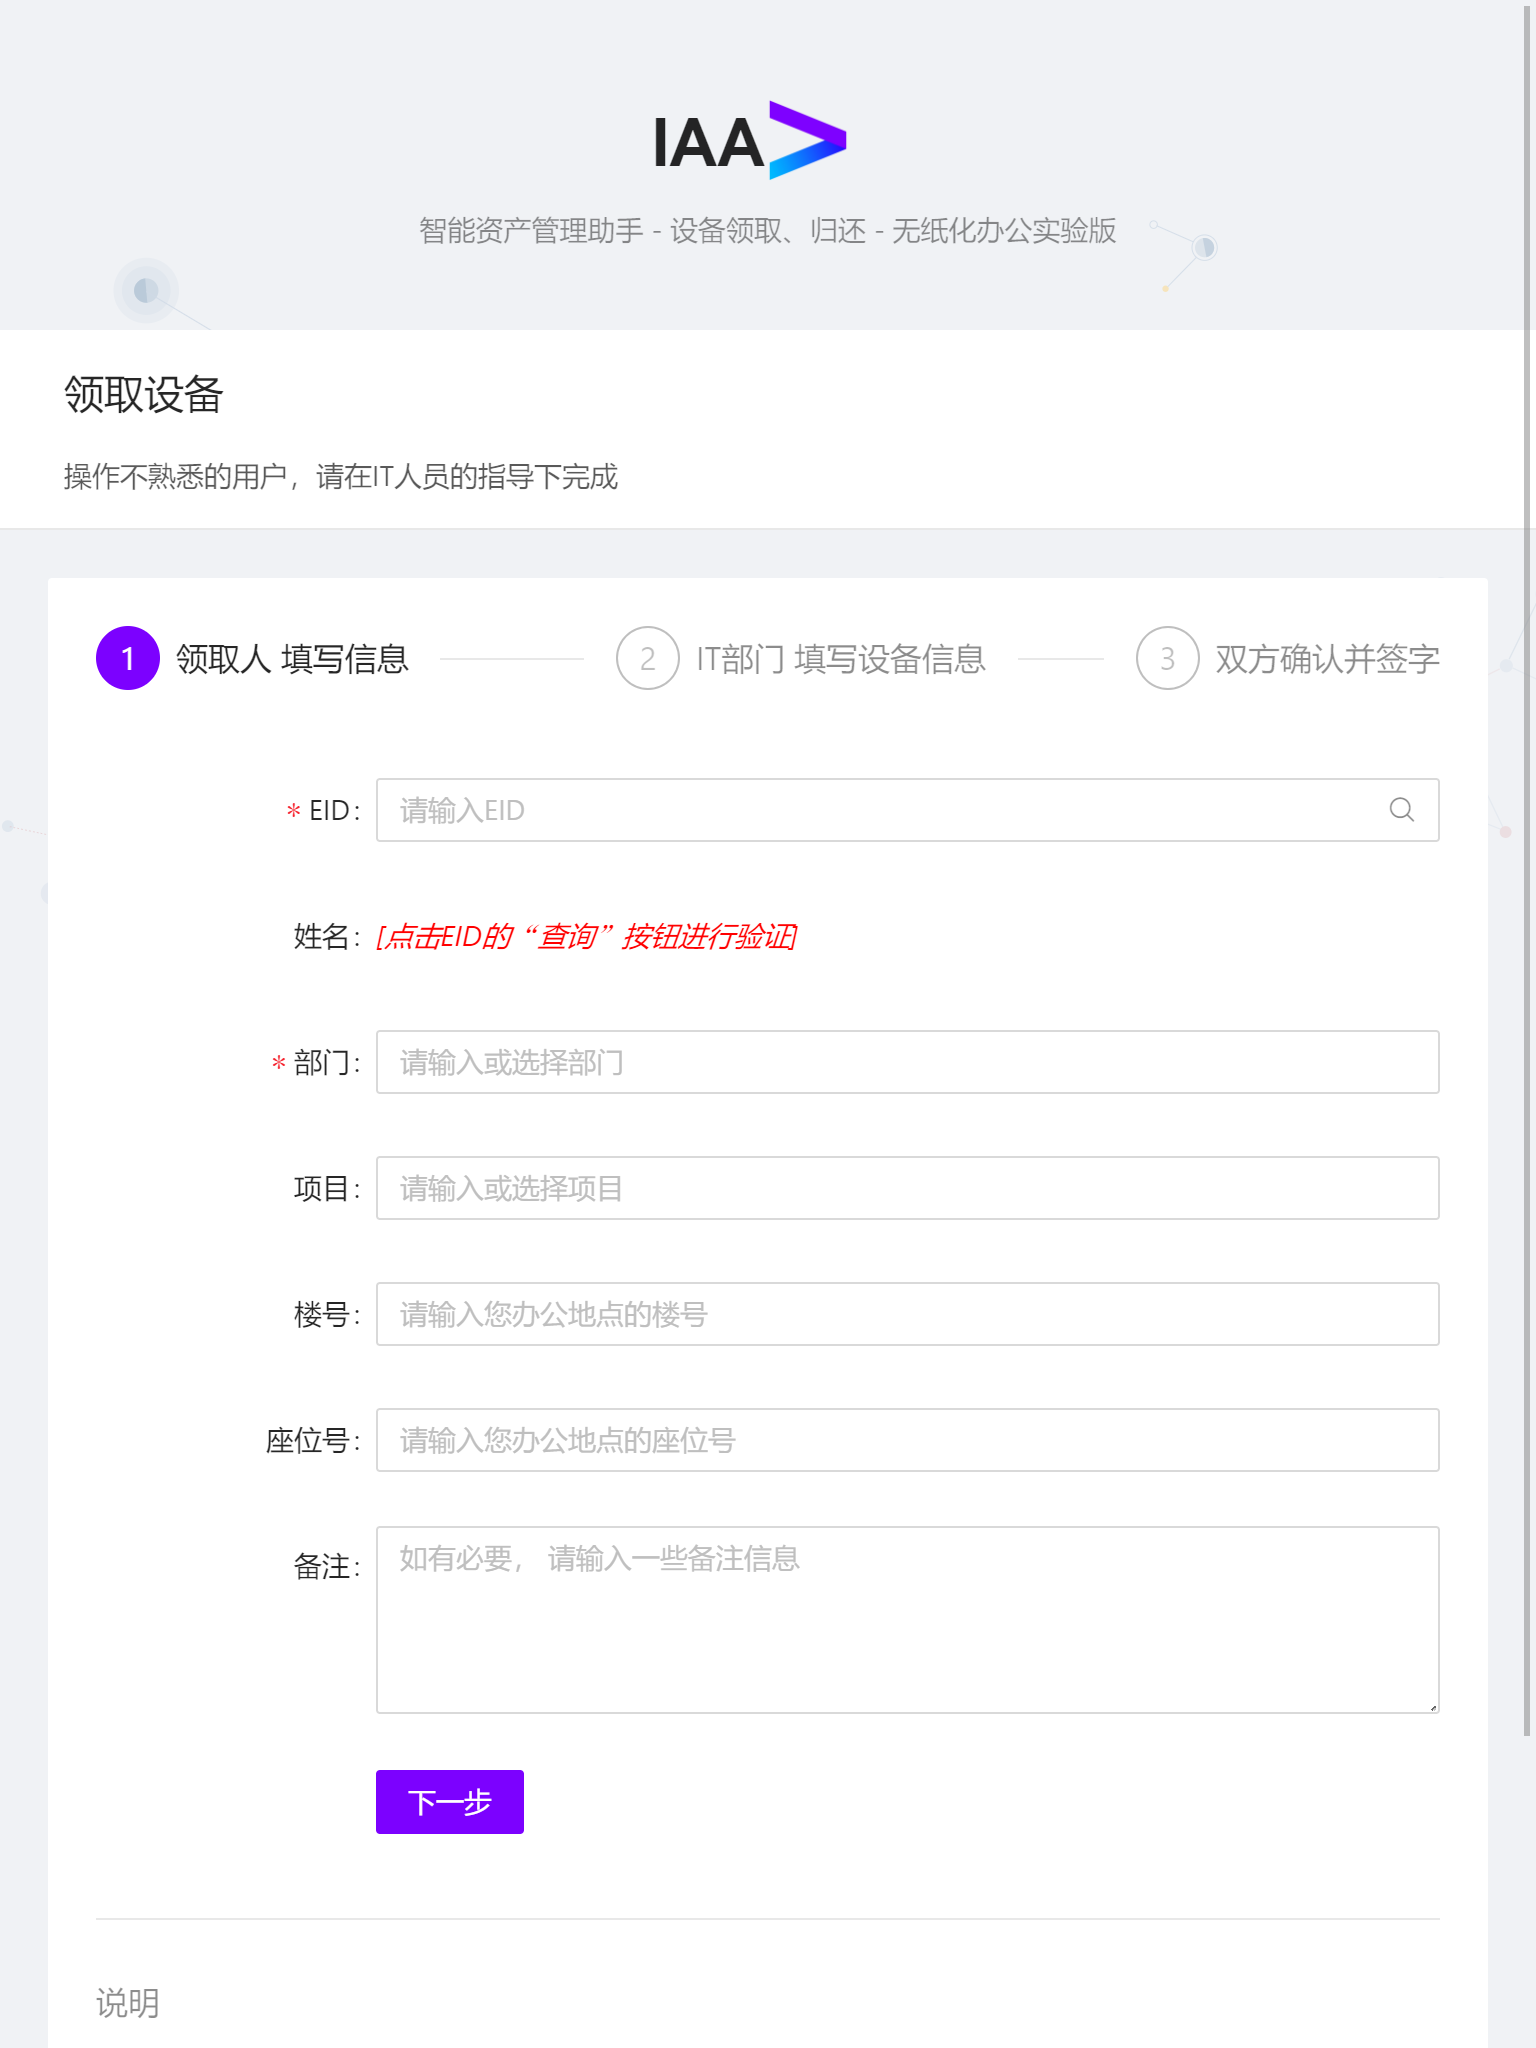 IAA
智能资产管理助手 - 设备领取、归还 - 无纸化办公实验版
领取设备
操作不熟悉的用户，请在IT人员的指导下完成
1 领取人 填写信息 2 IT部门 填写设备信息 3 双方确认并签字
* EID: 请输入EID
姓名: [点击EID的“查询”按钮进行验证]
* 部门: 请输入或选择部门
项目: 请输入或选择项目
楼号: 请输入您办公地点的楼号
座位号: 请输入您办公地点的座位号
备注: 如有必要， 请输入一些备注信息
下一步
说明